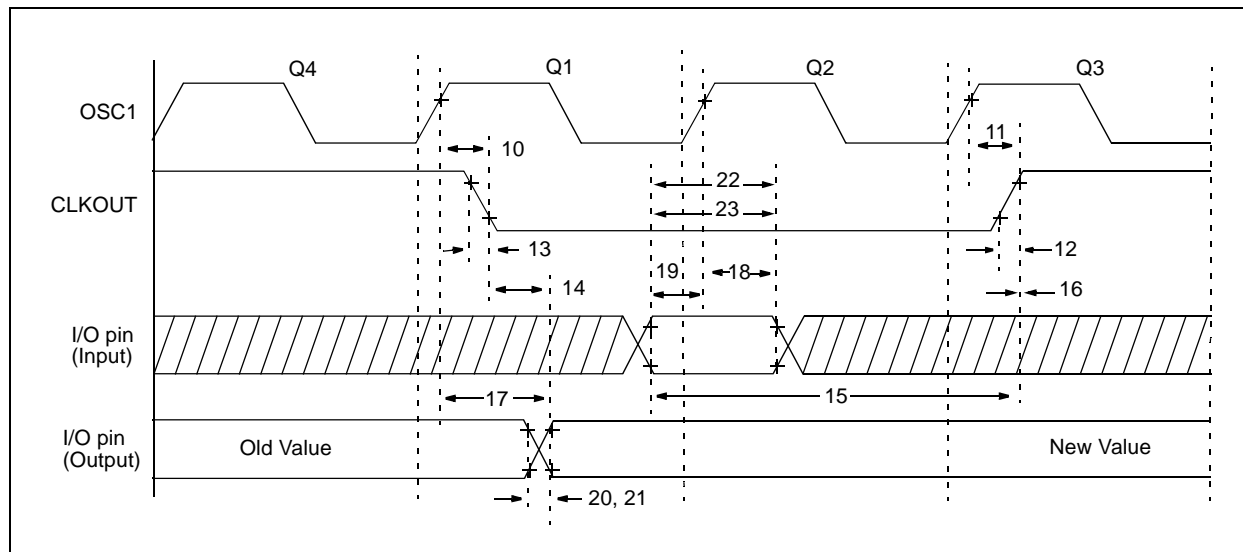 Q4 Q1 Q2 Q3
OSC1
10 11
22
CLKOUT
23
13 12
19 18
14 16
I/O pin
(Input)
17 15
I/O pin
(Output)
Old Value New Value
20, 21